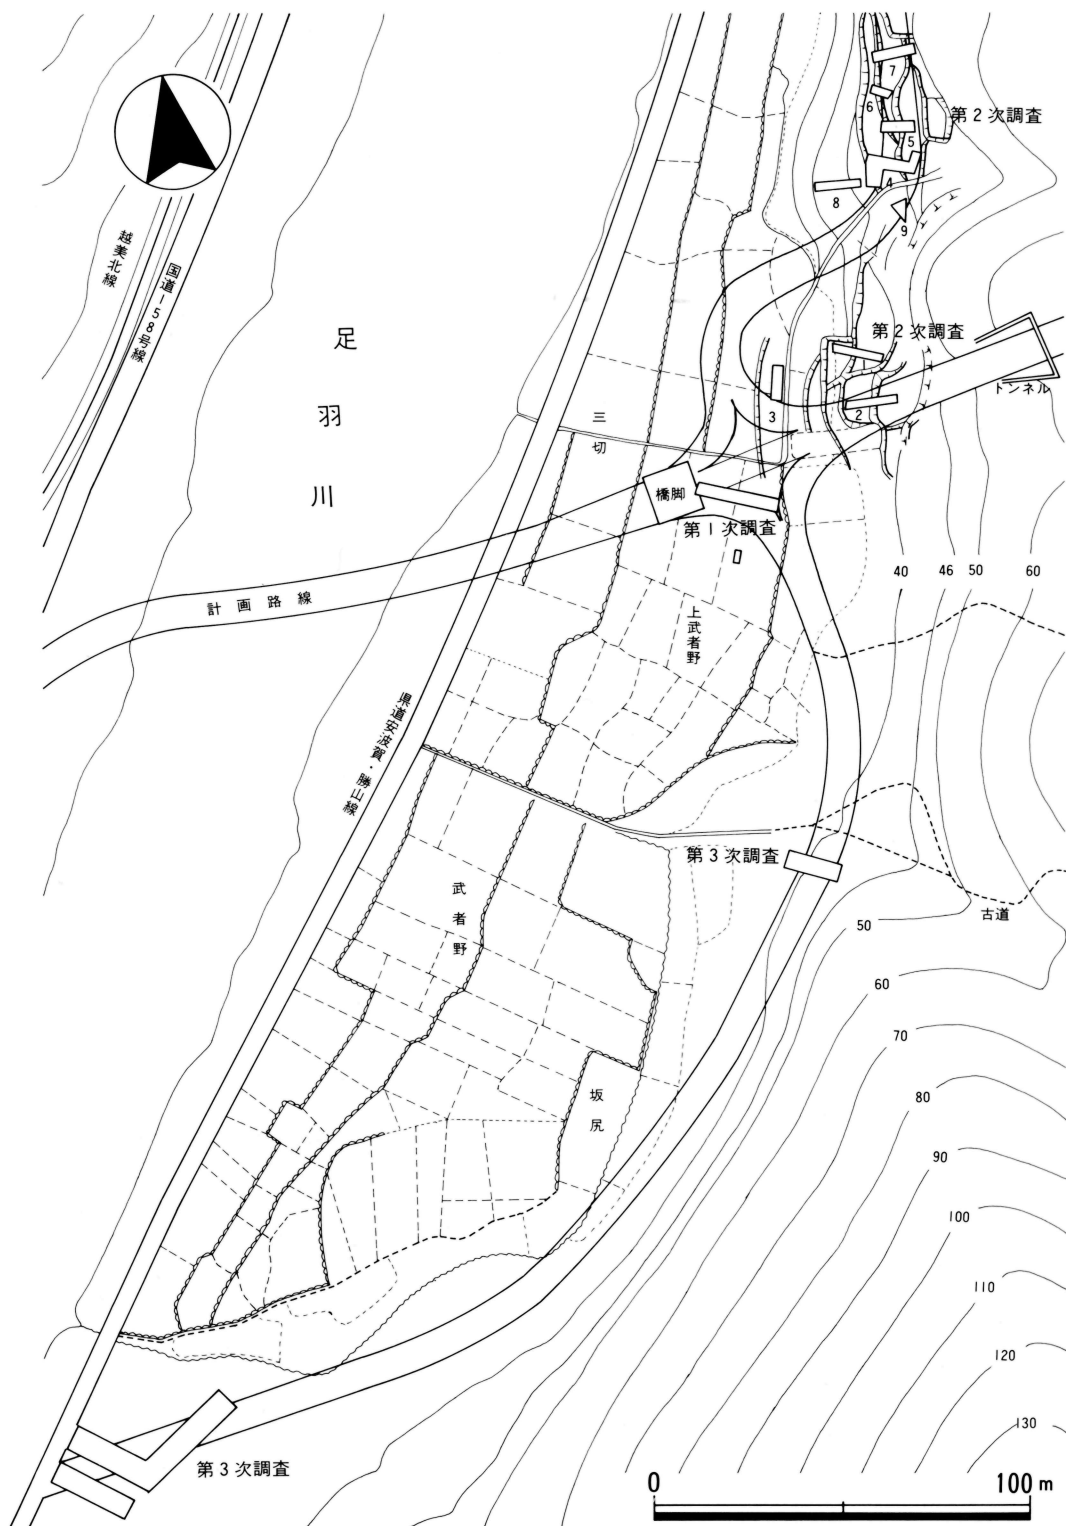 7
6
第2次調査
5
4
8
9
越美北線
国道158号線
足羽川
第2次調査
トンネル
2
3
三切
橋脚
第1次調査
40
46
50
60
計画路線
上武者野
県道安波賀・勝山線
第3次調査
武者野
古道
50
60
70
80
坂尻
90
100
110
120
130
第3次調査
0
100m